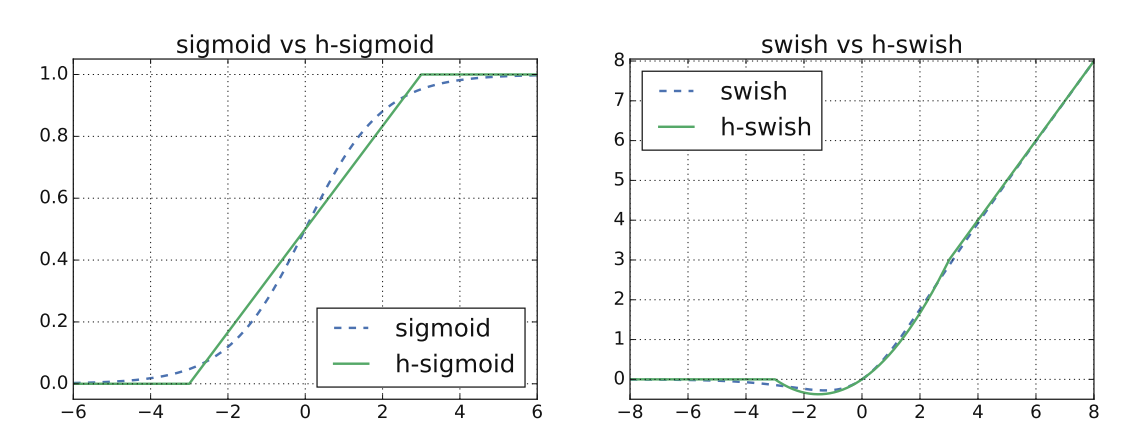 sigmoid vs h-sigmoid
1.0
0.8
0.6
0.4
0.2
0.0
sigmoid
h-sigmoid
−6 −4 −2 0 2 4 6
swish vs h-swish
8
7
6
5
4
3
2
1
0
swish
h-swish
−8 −6 −4 −2 0 2 4 6 8